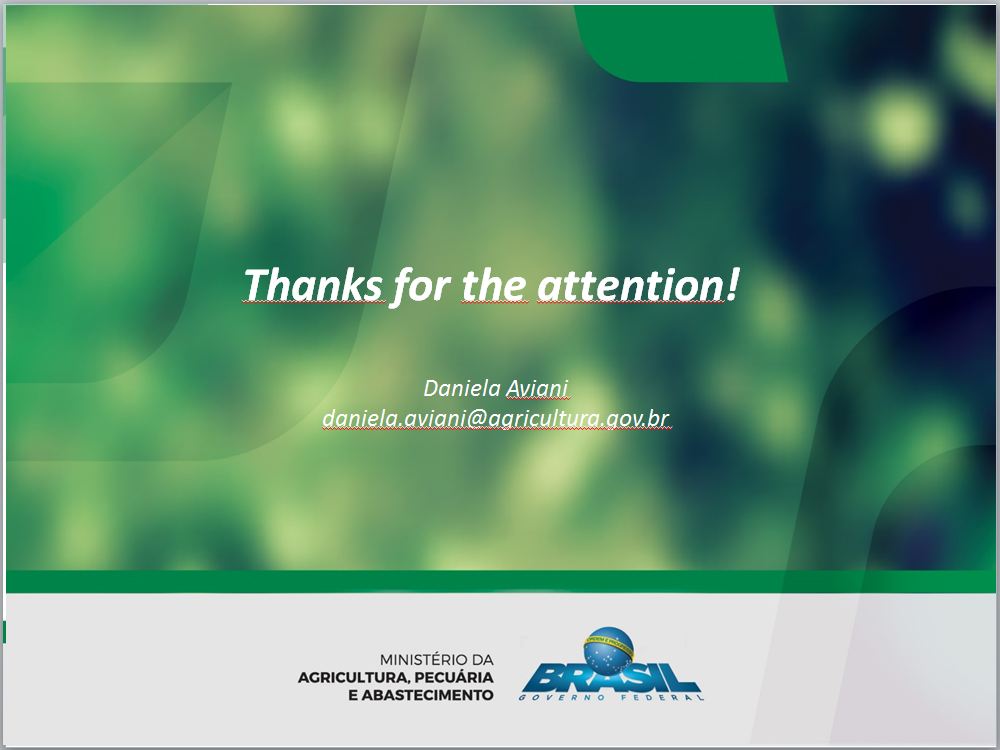 Thanks for the attention!
Daniela Aviani
daniela.aviani@agricultura.gov.br
MINISTÉRIO DA
AGRICULTURA, PECUÁRIA
E ABASTECIMENTO
BRASIL
GOVERNO FEDERAL